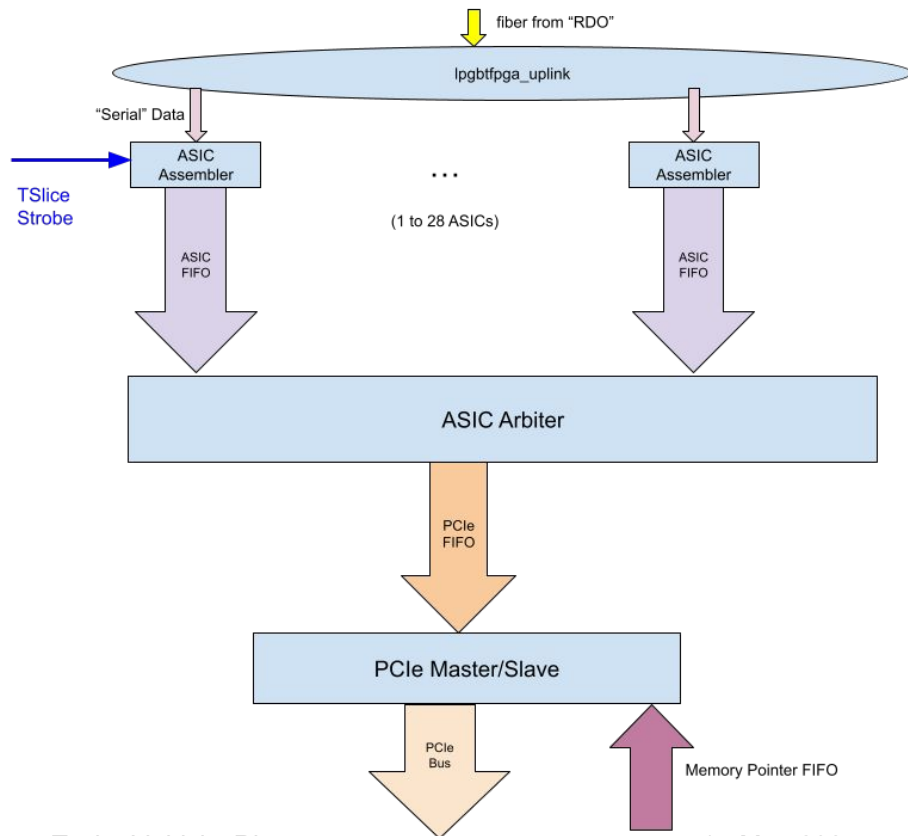 fiber from “RDO”
lpgbtfpga_uplink
“Serial” Data
ASIC
Assembler
...
ASIC
Assembler
TSlice
Strobe
(1 to 28 ASICs)
ASIC
FIFO
ASIC
FIFO
ASIC Arbiter
PCIe
FIFO
PCIe Master/Slave
PCIe
Bus
Memory Pointer FIFO